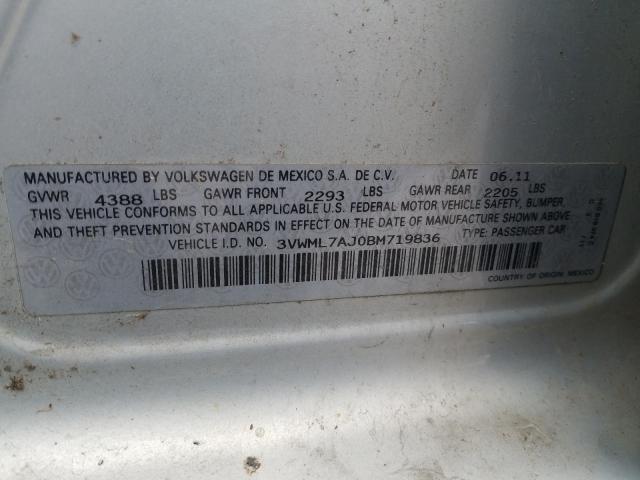 MANUFACTURED BY VOLKSWAGEN DE MEXICO S.A. DE C.V. DATE 06.11
GVWR 4388 LBS GAWR FRONT 2293 LBS GAWR REAR 2205 LBS
THIS VEHICLE CONFORMS TO ALL APPLICABLE U.S. FEDERAL MOTOR VEHICLE SAFETY, BUMPER,
AND THEFT PREVENTION STANDARDS IN EFFECT ON THE DATE OF MANUFACTURE SHOWN ABOVE
VEHICLE I.D. NO. 3VWML7AJ0BM719836 TYPE: PASSENGER CAR
COUNTRY OF ORIGIN: MEXICO